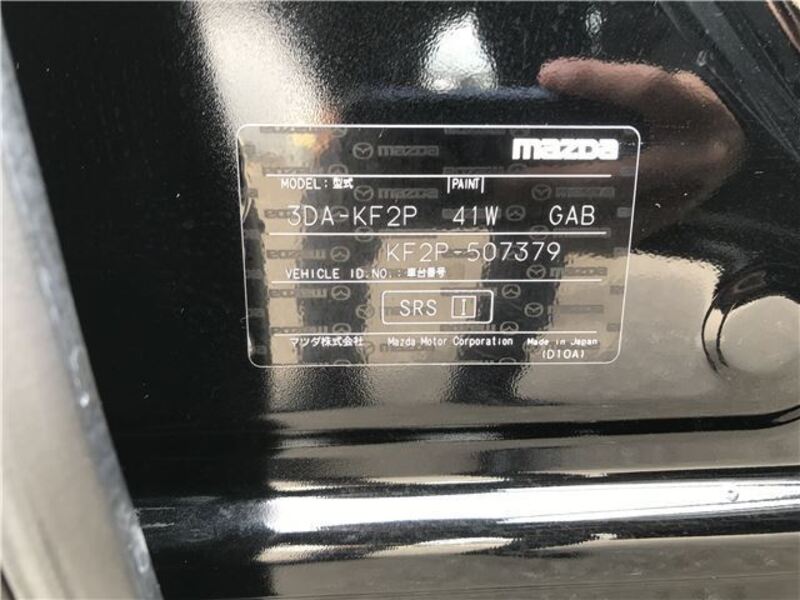 mazda
MODEL: 型式 PAINT
3DA-KF2P 41W GAB
KF2P-507379
VEHICLE ID.NO.: 車台番号
SRS I
マツダ株式会社 Mazda Motor Corporation Made in Japan
(D10A)